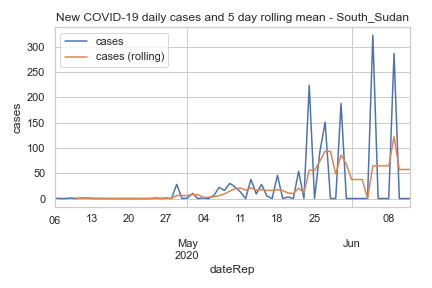 New COVID-19 daily cases and 5 day rolling mean - South_Sudan
cases
cases (rolling)
300
250
200
150
100
50
0
cases
06 13 20 27 04 11 18 25 08
May Jun
2020
dateRep